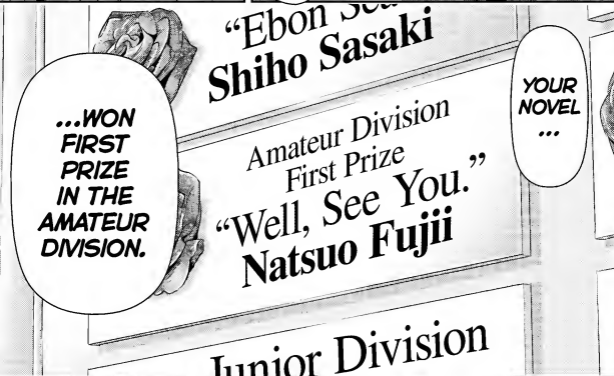 YOUR
NOVEL
...
...WON
FIRST
PRIZE
IN THE
AMATEUR
DIVISION.
“Ebon
Shiho Sasaki
Amateur Division
First Prize
“Well, See You.”
Natsuo Fujii
Junior Division